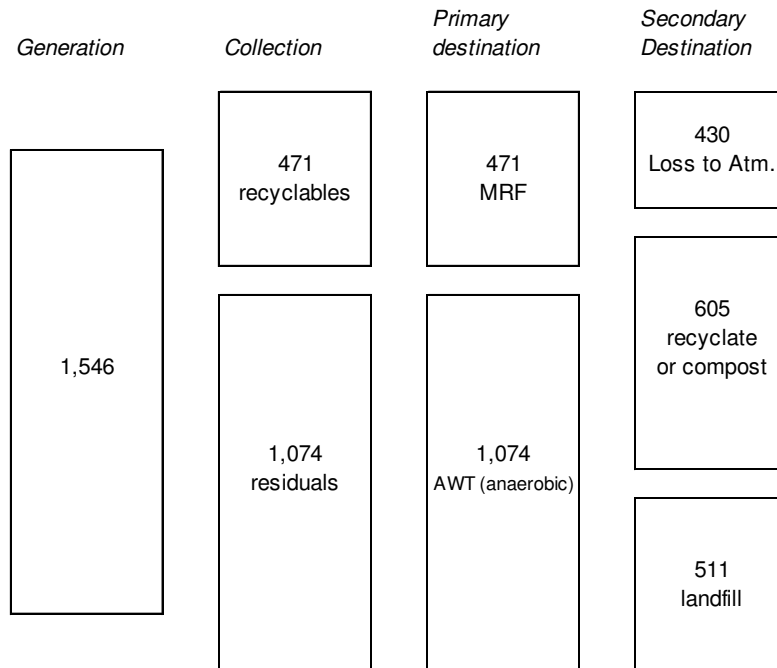 Generation
Collection
Primary
destination
Secondary
Destination
1,546
471
recyclables
1,074
residuals
471
MRF
1,074
AWT (anaerobic)
430
Loss to Atm.
605
recyclate
or compost
511
landfill